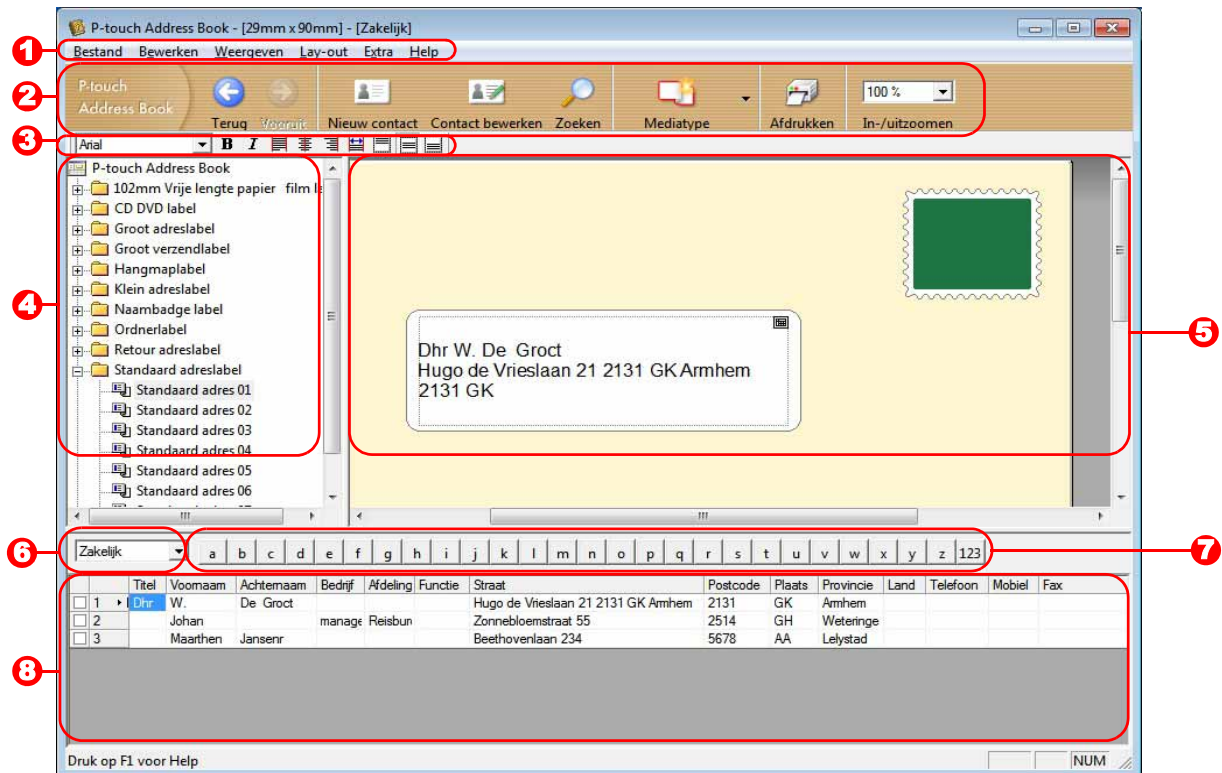 P-touch Address Book - [29mm x 90mm] - [Zakelijk]
1
Bestand Bewerken Weergeven Lay-out Extra Help
2
P-touch
Address Book
Terug Vooruit Nieuw contact Contact bewerken Zoeken Mediatype Afdrukken 100 % In-/uitzoomen
3
Arial B I
4
P-touch Address Book
102mm Vrije lengte papier film l
CD DVD label
Groot adreslabel
Groot verzendlabel
Hangmaplabel
Klein adreslabel
Naambadge label
Ordnerlabel
Retour adreslabel
Standaard adreslabel
Standaard adres 01
Standaard adres 02
Standaard adres 03
Standaard adres 04
Standaard adres 05
Standaard adres 06
5
Dhr W. De Groct
Hugo de Vrieslaan 21 2131 GK Arnhem
2131 GK
6
Zakelijk
a b c d e f g h i j k l m n o p q r s t u v w x y z 123
7
8
Titel Voornaam Achternaam Bedrijf Afdeling Functie Straat Postcode Plaats Provincie Land Telefoon Mobiel Fax
1 Dhr W. De Groct Hugo de Vrieslaan 21 2131 GK Arnhem 2131 GK Arnhem
2 Johan manage Reisbun Zonnebloemstraat 55 2514 GH Weteringe
3 Maarthen Jansenr Beethovenlaan 234 5678 AA Lelystad
Druk op F1 voor Help NUM